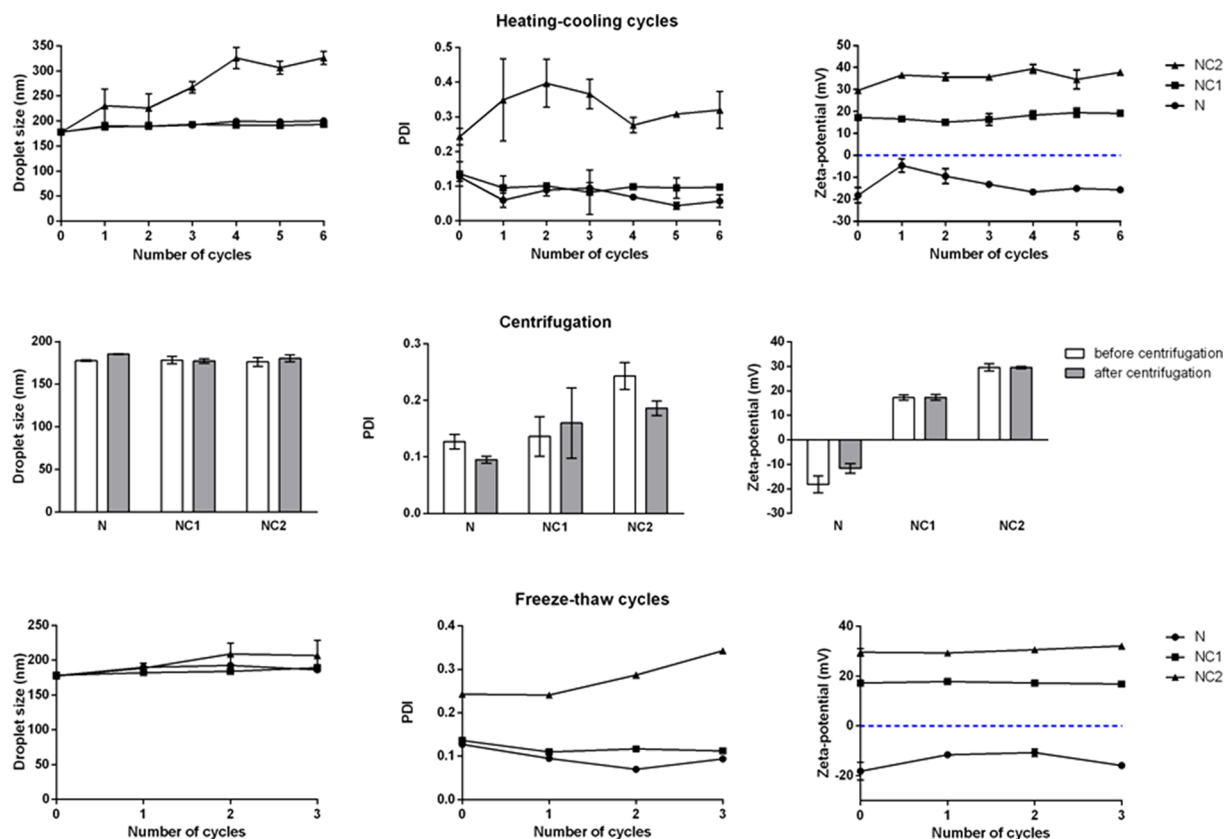 Heating-cooling cycles
Droplet size (nm)
350
300
250
200
150
100
50
0
0 1 2 3 4 5 6
Number of cycles
PDI
0.5
0.4
0.3
0.2
0.1
0.0
0 1 2 3 4 5 6
Number of cycles
Zeta-potential (mV)
50
40
30
20
10
0
-10
-20
-30
0 1 2 3 4 5 6
Number of cycles
NC2
NC1
N
Centrifugation
Droplet size (nm)
200
150
100
50
0
N NC1 NC2
PDI
0.3
0.2
0.1
0.0
N NC1 NC2
Zeta-potential (mV)
40
30
20
10
0
-10
-20
-30
N NC1 NC2
before centrifugation
after centrifugation
Freeze-thaw cycles
Droplet size (nm)
250
200
150
100
50
0
0 1 2 3
Number of cycles
PDI
0.4
0.3
0.2
0.1
0.0
0 1 2 3
Number of cycles
Zeta-potential (mV)
40
20
0
-20
0 1 2 3
Number of cycles
N
NC1
NC2